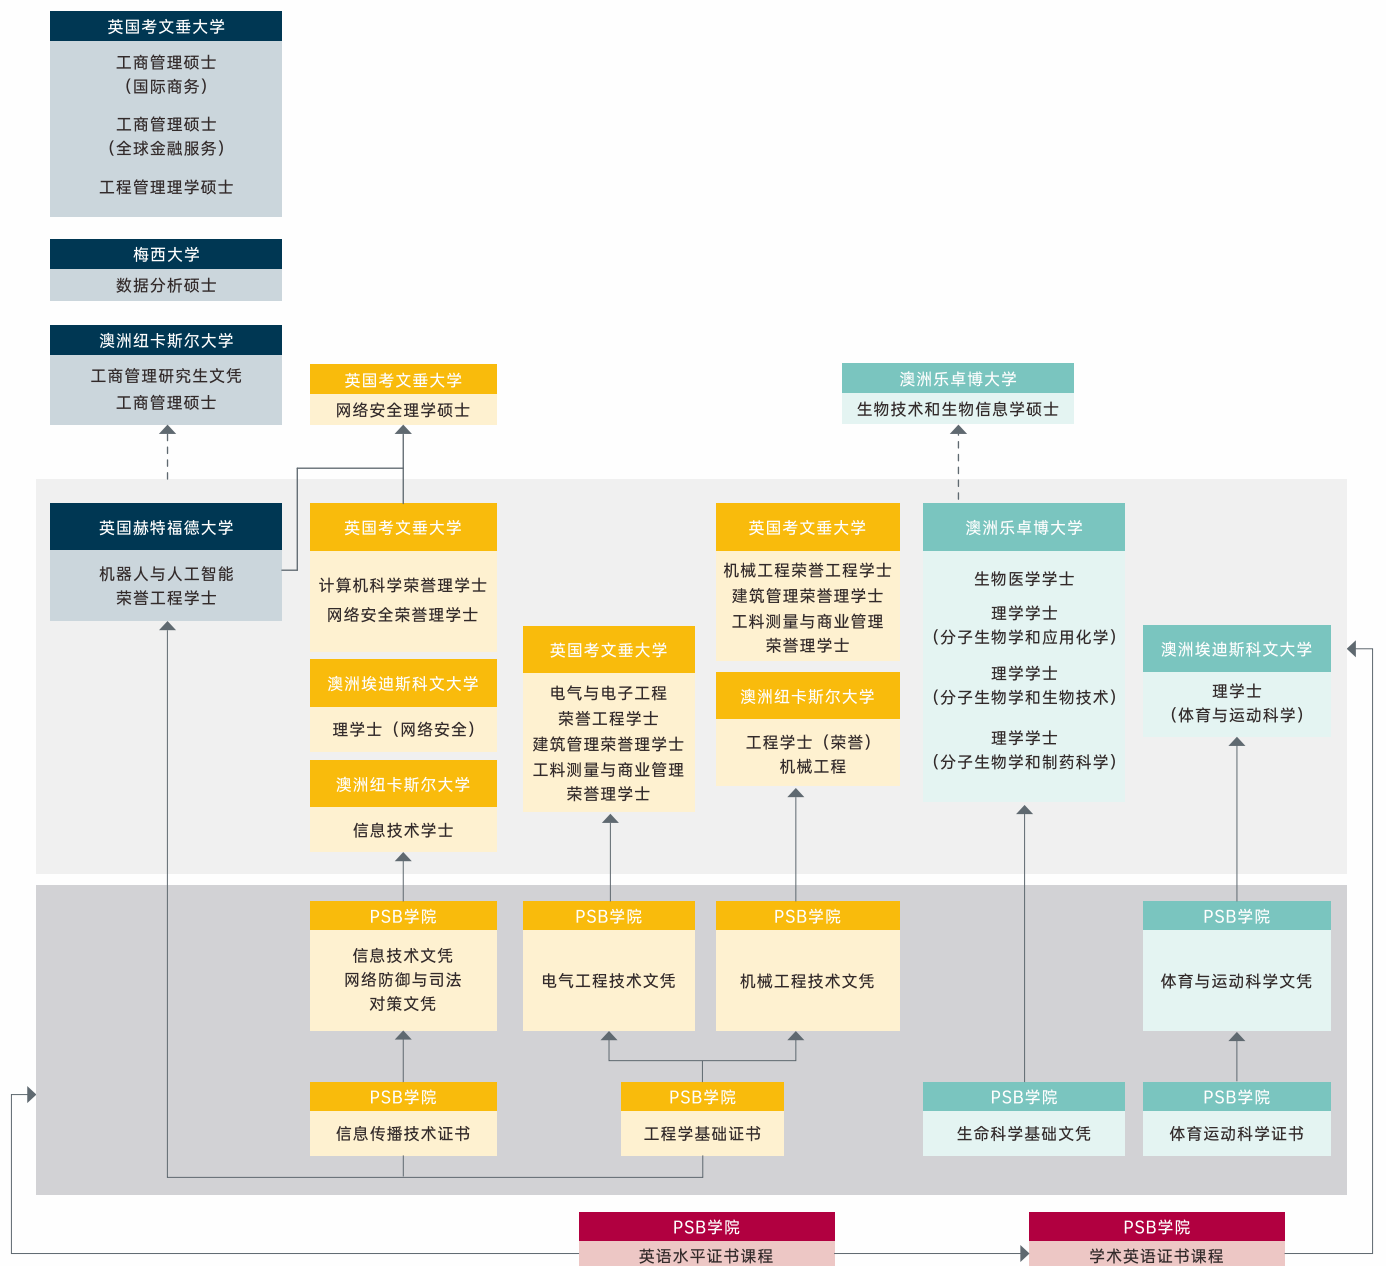 英国考文垂大学
工商管理硕士
（国际商务）
工商管理硕士
（全球金融服务）
工程管理理学硕士
梅西大学
数据分析硕士
澳洲纽卡斯尔大学
工商管理研究生文凭
工商管理硕士
英国考文垂大学
网络安全理学硕士
澳洲乐卓博大学
生物技术和生物信息学硕士
英国赫特福德大学
机器人与人工智能
荣誉工程学士
英国考文垂大学
计算机科学荣誉理学士
网络安全荣誉理学士
澳洲埃迪斯科文大学
理学士（网络安全）
澳洲纽卡斯尔大学
信息技术学士
英国考文垂大学
电气与电子工程
荣誉工程学士
建筑管理荣誉理学士
工料测量与商业管理
荣誉理学士
英国考文垂大学
机械工程荣誉工程学士
建筑管理荣誉理学士
工料测量与商业管理
荣誉理学士
澳洲纽卡斯尔大学
工程学士（荣誉）
机械工程
澳洲乐卓博大学
生物医学学士
理学学士
（分子生物学和应用化学）
理学学士
（分子生物学和生物技术）
理学学士
（分子生物学和制药科学）
澳洲埃迪斯科文大学
理学士
（体育与运动科学）
PSB学院
信息技术文凭
网络防御与司法
对策文凭
PSB学院
电气工程技术文凭
PSB学院
机械工程技术文凭
PSB学院
体育与运动科学文凭
PSB学院
信息传播技术证书
PSB学院
工程学基础证书
PSB学院
生命科学基础文凭
PSB学院
体育运动科学证书
PSB学院
英语水平证书课程
PSB学院
学术英语证书课程